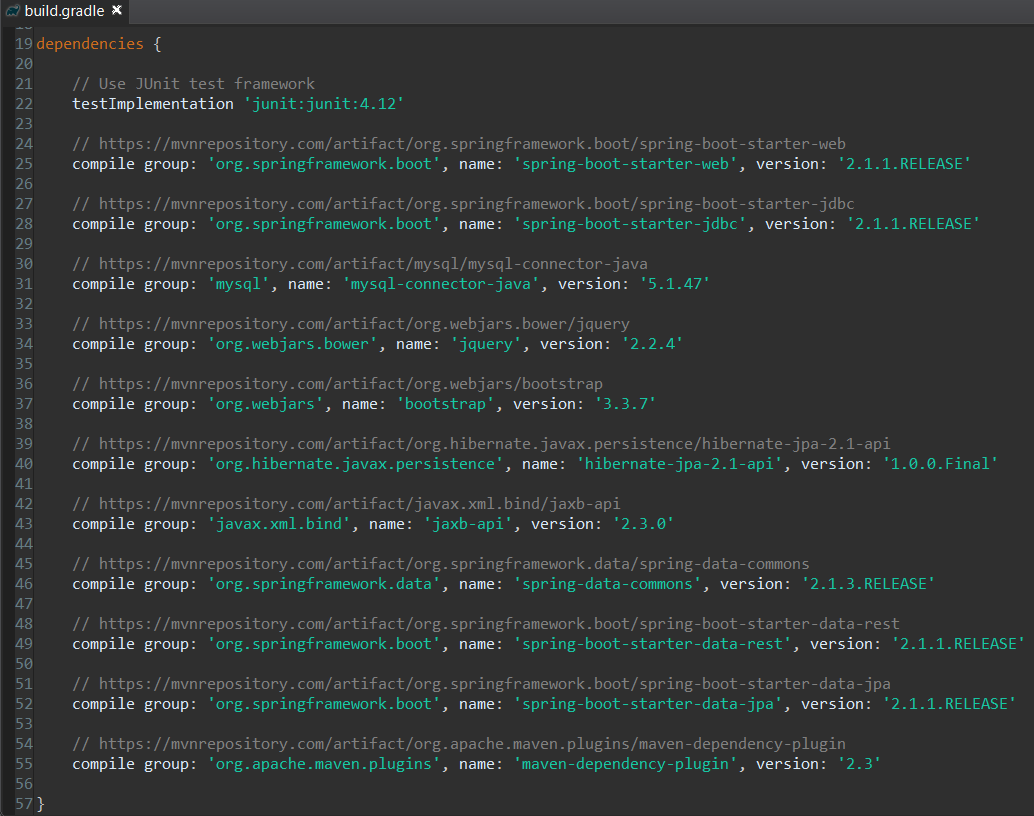 build.gradle
19 dependencies {
20
21 // Use JUnit test framework
22 testImplementation 'junit:junit:4.12'
23
24 // https://mvnrepository.com/artifact/org.springframework.boot/spring-boot-starter-web
25 compile group: 'org.springframework.boot', name: 'spring-boot-starter-web', version: '2.1.1.RELEASE'
26
27 // https://mvnrepository.com/artifact/org.springframework.boot/spring-boot-starter-jdbc
28 compile group: 'org.springframework.boot', name: 'spring-boot-starter-jdbc', version: '2.1.1.RELEASE'
29
30 // https://mvnrepository.com/artifact/mysql/mysql-connector-java
31 compile group: 'mysql', name: 'mysql-connector-java', version: '5.1.47'
32
33 // https://mvnrepository.com/artifact/org.webjars.bower/jquery
34 compile group: 'org.webjars.bower', name: 'jquery', version: '2.2.4'
35
36 // https://mvnrepository.com/artifact/org.webjars/bootstrap
37 compile group: 'org.webjars', name: 'bootstrap', version: '3.3.7'
38
39 // https://mvnrepository.com/artifact/org.hibernate.javax.persistence/hibernate-jpa-2.1-api
40 compile group: 'org.hibernate.javax.persistence', name: 'hibernate-jpa-2.1-api', version: '1.0.0.Final'
41
42 // https://mvnrepository.com/artifact/javax.xml.bind/jaxb-api
43 compile group: 'javax.xml.bind', name: 'jaxb-api', version: '2.3.0'
44
45 // https://mvnrepository.com/artifact/org.springframework.data/spring-data-commons
46 compile group: 'org.springframework.data', name: 'spring-data-commons', version: '2.1.3.RELEASE'
47
48 // https://mvnrepository.com/artifact/org.springframework.boot/spring-boot-starter-data-rest
49 compile group: 'org.springframework.boot', name: 'spring-boot-starter-data-rest', version: '2.1.1.RELEASE'
50
51 // https://mvnrepository.com/artifact/org.springframework.boot/spring-boot-starter-data-jpa
52 compile group: 'org.springframework.boot', name: 'spring-boot-starter-data-jpa', version: '2.1.1.RELEASE'
53
54 // https://mvnrepository.com/artifact/org.apache.maven.plugins/maven-dependency-plugin
55 compile group: 'org.apache.maven.plugins', name: 'maven-dependency-plugin', version: '2.3'
56
57 }